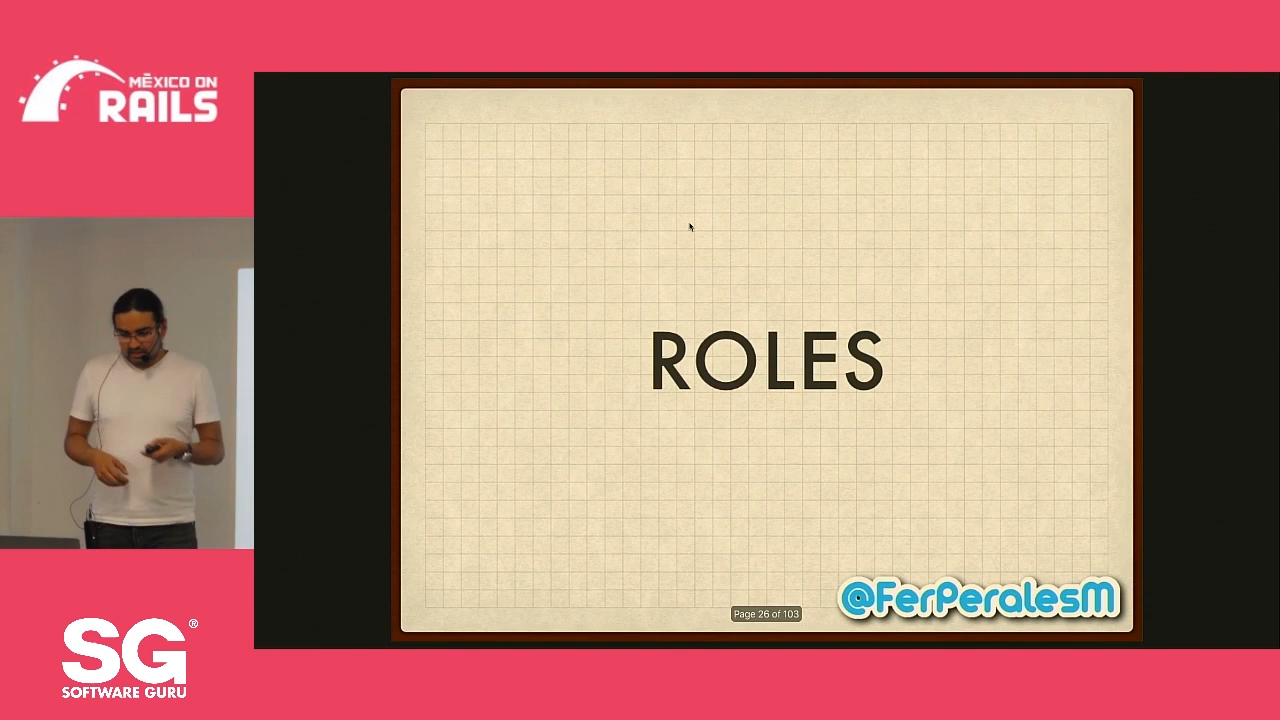 MÉXICO ON
RAILS
ROLES
@FerPeralesM
Page 26 of 103
SG®
SOFTWARE GURU